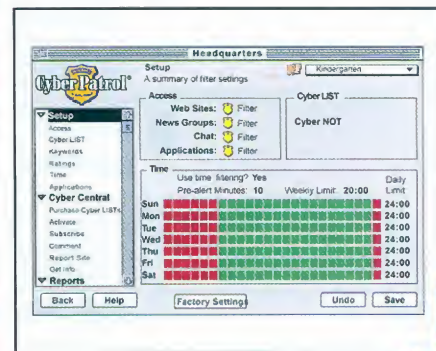 Headquarters
CyberPatrol®
Setup
A summary of filter settings
Kindergarten
Setup
Access
Cyber LIST
Keywords
Ratings
Time
Applications
Cyber Central
Purchase Cyber LISTs
Activate
Subscribe
Comment
Report Site
Get Info
Reports
Access
Web Sites: Filter
News Groups: Filter
Chat: Filter
Applications: Filter
Cyber LIST
Cyber NOT
Time
Use time filtering? Yes
Pre-alert Minutes: 10 Weekly Limit: 20:00
Daily
Limit
Sun 24:00
Mon 24:00
Tue 24:00
Wed 24:00
Thu 24:00
Fri 24:00
Sat 24:00
Back Help Factory Settings Undo Save